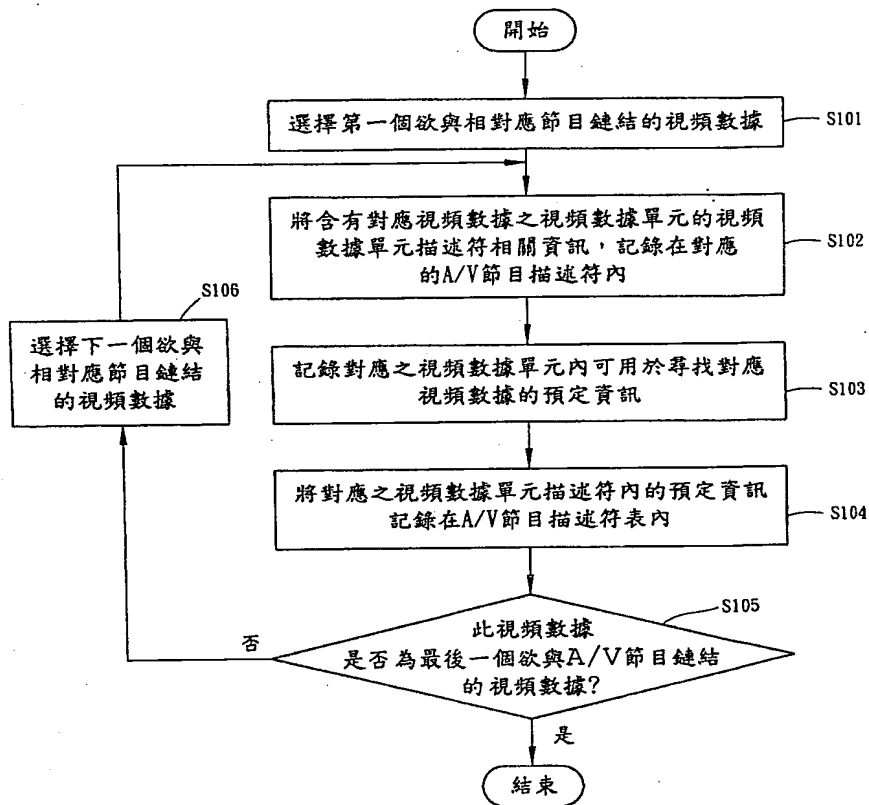 開始
選擇第一個欲與相對應節目鏈結的視頻數據
S101
將含有對應視頻數據之視頻數據單元的視頻
數據單元描述符相關資訊，記錄在對應
的A/V節目描述符內
S102
S106
選擇下一個欲與
相對應節目鏈結
的視頻數據
記錄對應之視頻數據單元內可用於尋找對應
視頻數據的預定資訊
S103
將對應之視頻數據單元描述符內的預定資訊
記錄在A/V節目描述符表內
S104
S105
此視頻數據
是否為最後一個欲與A/V節目鏈結
的視頻數據?
否
是
結束